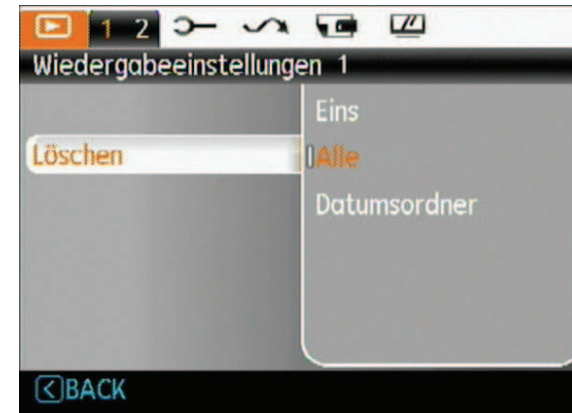 1 2
Wiedergabeeinstellungen 1
Eins
Löschen
Alle
Datumsordner
BACK